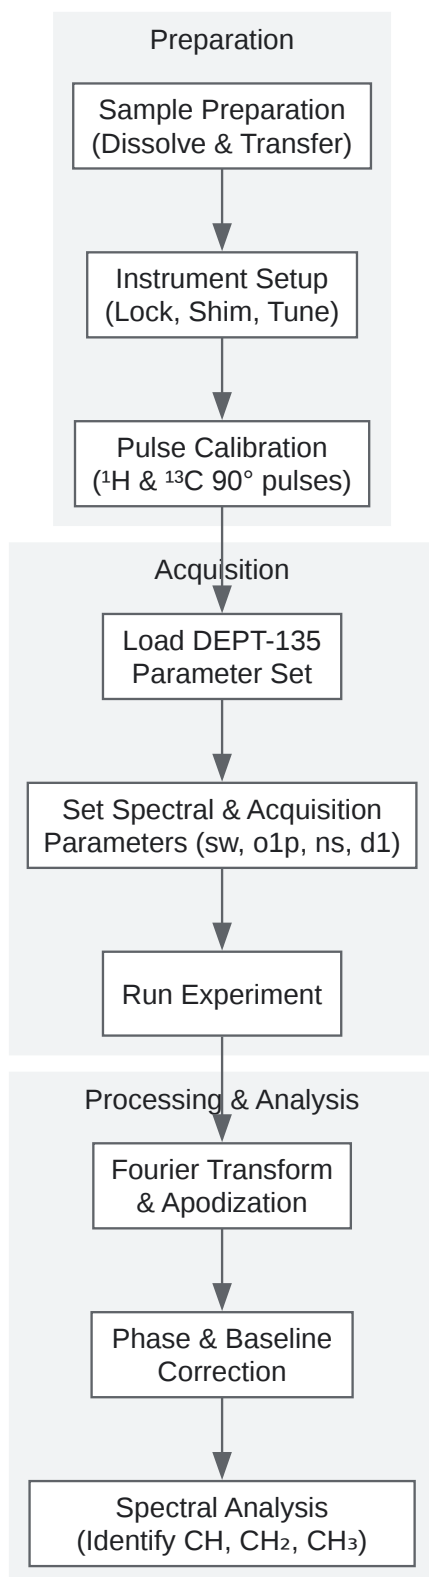 Preparation
Sample Preparation
(Dissolve & Transfer)
Instrument Setup
(Lock, Shim, Tune)
Pulse Calibration
(¹H & ¹³C 90° pulses)
Acquisition
Load DEPT-135
Parameter Set
Set Spectral & Acquisition
Parameters (sw, o1p, ns, d1)
Run Experiment
Processing & Analysis
Fourier Transform
& Apodization
Phase & Baseline
Correction
Spectral Analysis
(Identify CH, CH₂, CH₃)